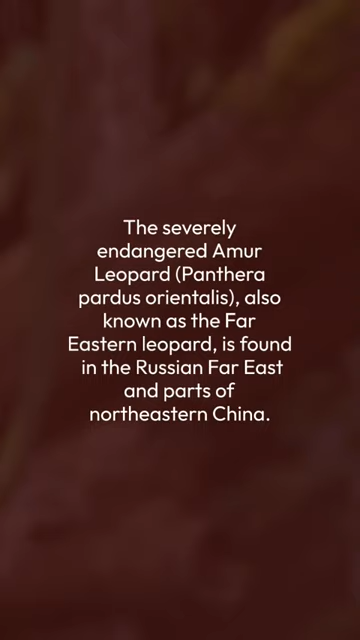 The severely
endangered Amur
Leopard (Panthera
pardus orientalis), also
known as the Far
Eastern leopard, is found
in the Russian Far East
and parts of
northeastern China.